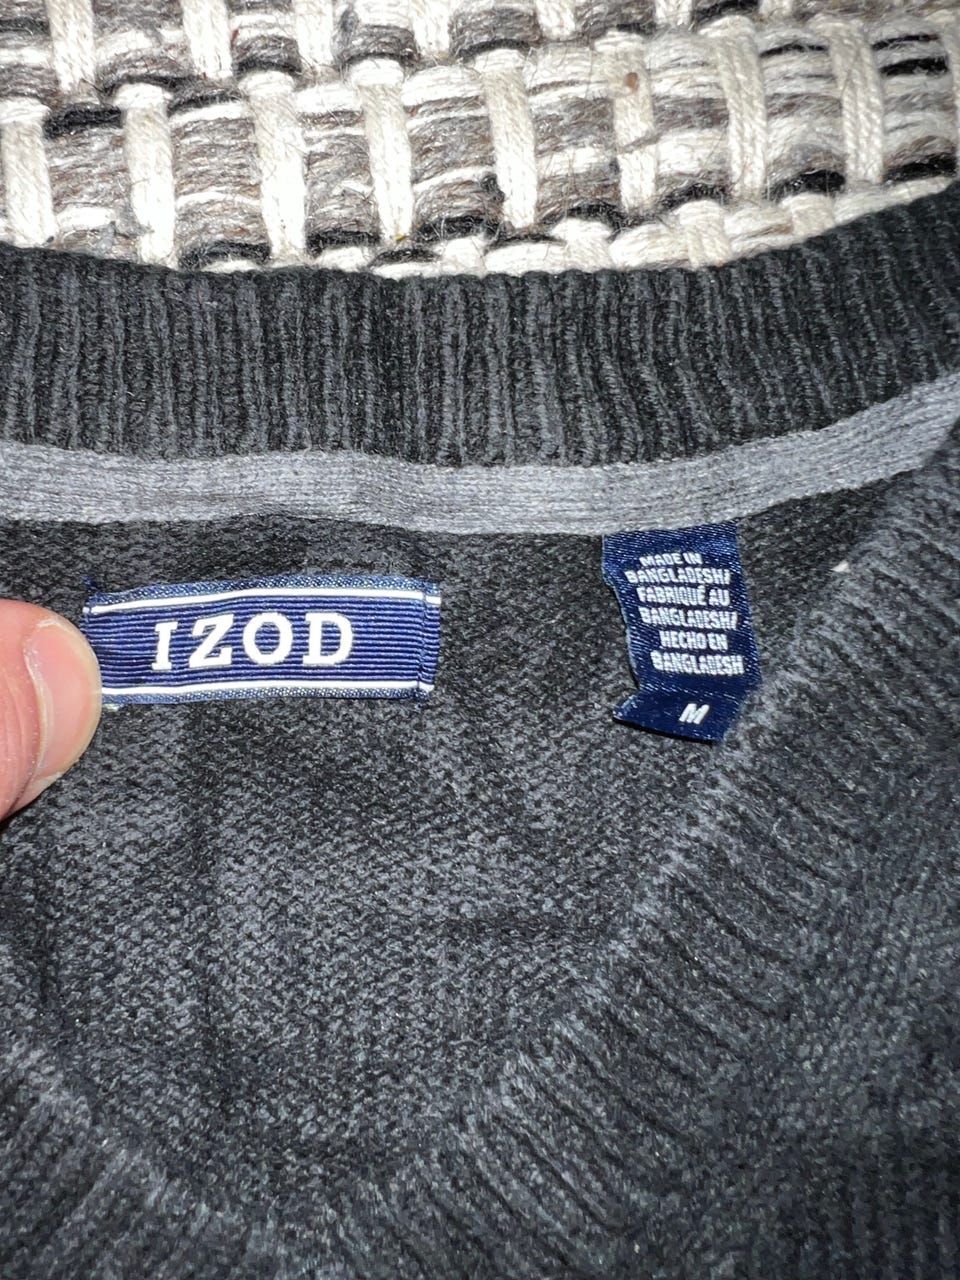 IZOD
MADE IN
BANGLADESH/
FABRIQUÉ AU
BANGLADESH/
HECHO EN
BANGLADESH
M